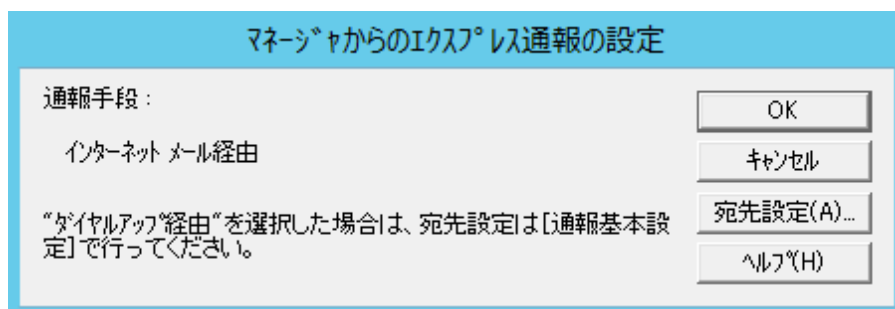 ﾏﾈｰｼﾞｬからのｴｸｽﾌﾟﾚｽ通報の設定
通報手段：
ｲﾝﾀｰﾈｯﾄ ﾒｰﾙ経由
"ﾀﾞｲﾔﾙｱｯﾌﾟ経由"を選択した場合は、宛先設定は[通報基本設
定]で行ってください。
OK
ｷｬﾝｾﾙ
宛先設定(A)...
ﾍﾙﾌﾟ(H)